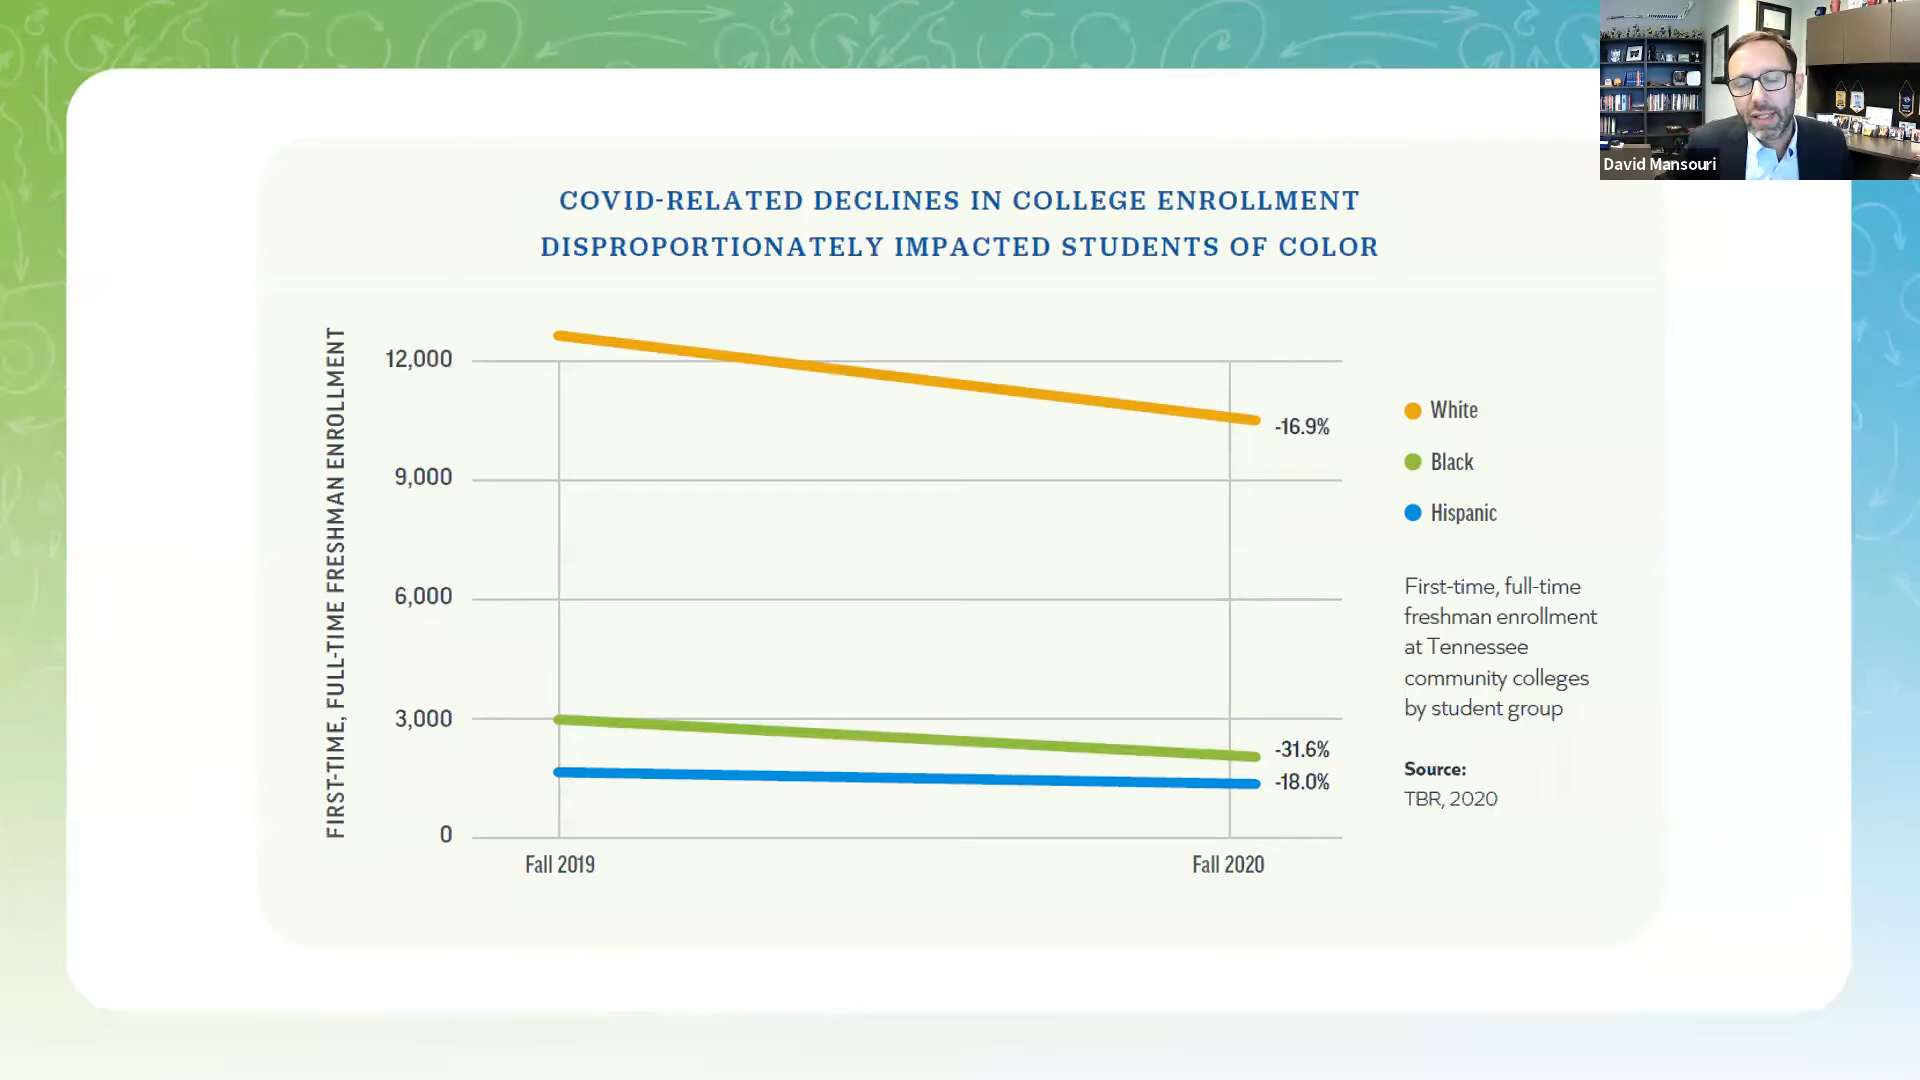 David Mansouri
COVID-RELATED DECLINES IN COLLEGE ENROLLMENT
DISPROPORTIONATELY IMPACTED STUDENTS OF COLOR
FIRST-TIME, FULL-TIME FRESHMAN ENROLLMENT
12,000
9,000
6,000
3,000
0
Fall 2019
Fall 2020
-16.9%
-31.6%
-18.0%
White
Black
Hispanic
First-time, full-time
freshman enrollment
at Tennessee
community colleges
by student group
Source:
TBR, 2020